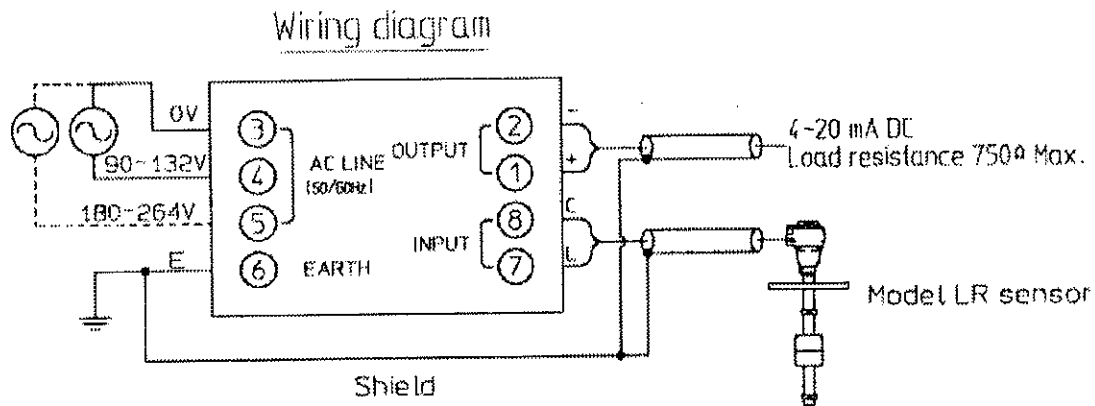 Wiring diagram
0V
90~132V
180~264V
E
3
4
5
6
AC LINE
(50/60Hz)
EARTH
OUTPUT
INPUT
2
1
8
7
-
+
C
L
4~20 mA DC
Load resistance 750Ω Max.
Model LR sensor
Shield